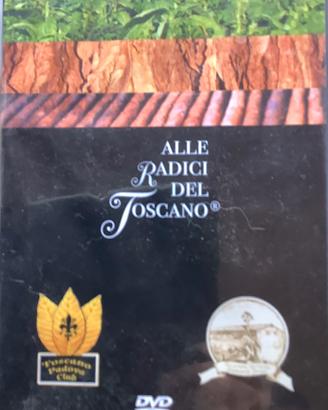 ALLE
RADICI
DEL
TOSCANO®
Toscano
Padova
Club
DVD